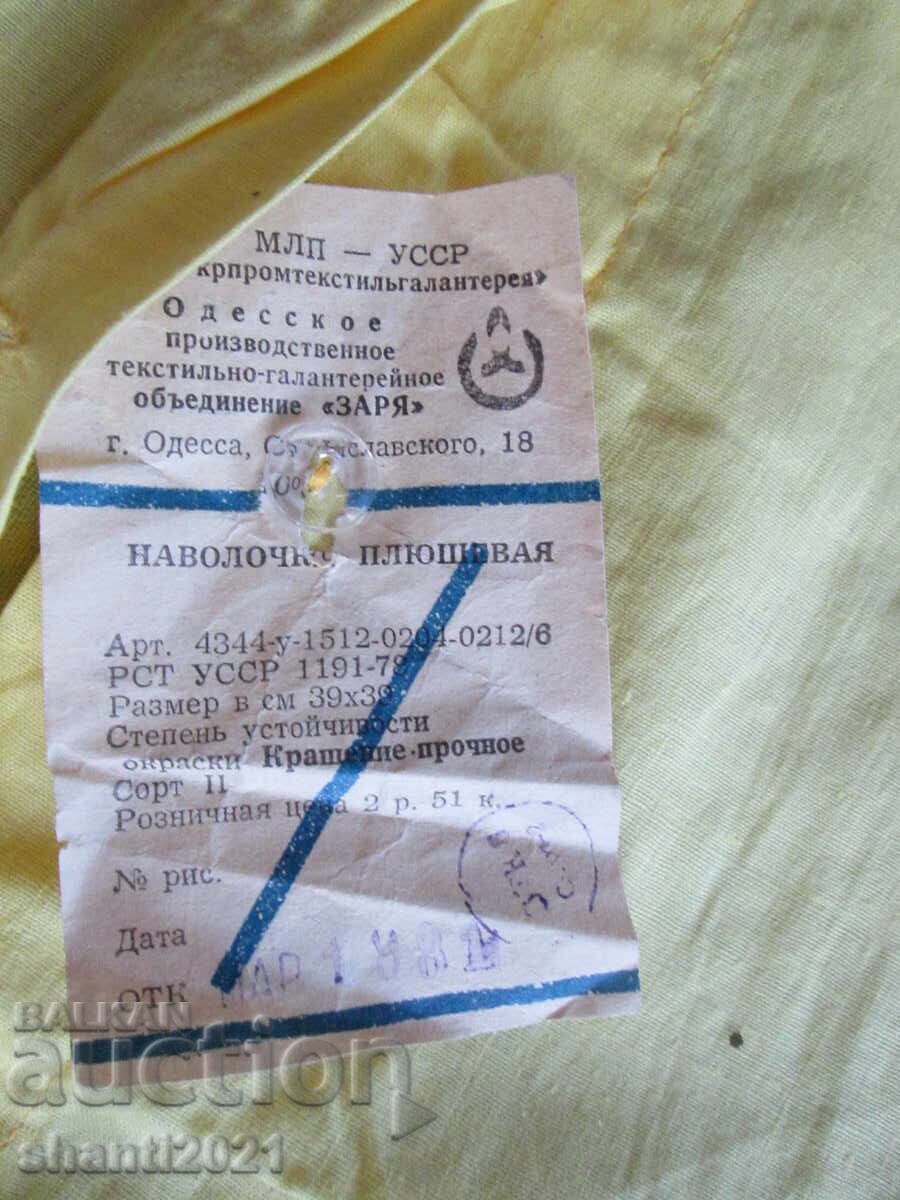 МЛП — УССР
крпромтекстильгалантерея»
Одесское
производственное
текстильно-галантерейное
объединение «ЗАРЯ»
г. Одесса, 18
НАВОЛОЧКА ПЛЮШЕВАЯ
Арт. 4344-у-1512-0204-0212/6
РСТ УССР 1191-78
Размер в см 39х39
Степень устойчивости
окраски Крашение прочное
Сорт II
Розничная цена 2 р. 51 к.
№ рис.
Дата
ОТК МАР
BALKAN
auction
shanti2021